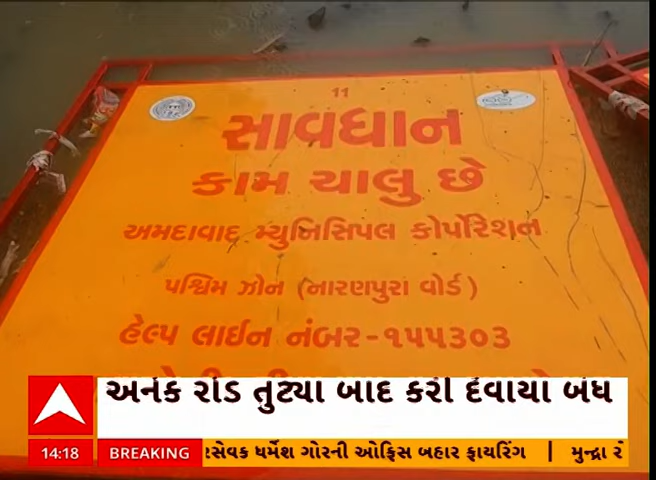 11
સાવધાન
કામ ચાલુ છે
અમદાવાદ મ્યુનિસિપલ કોર્પોરેશન
પશ્ચિમ ઝોન (નારણપુરા વોર્ડ)
હેલ્પ લાઈન નંબર-૧૫૫૩૦૩
અનેક રોડ તુટ્યા બાદ કરી દેવાયો બંધ
14:18 BREAKING રસેવક ધર્મેશ ગોરની ઓફિસ બહાર ફાયરિંગ | મુન્દ્રા